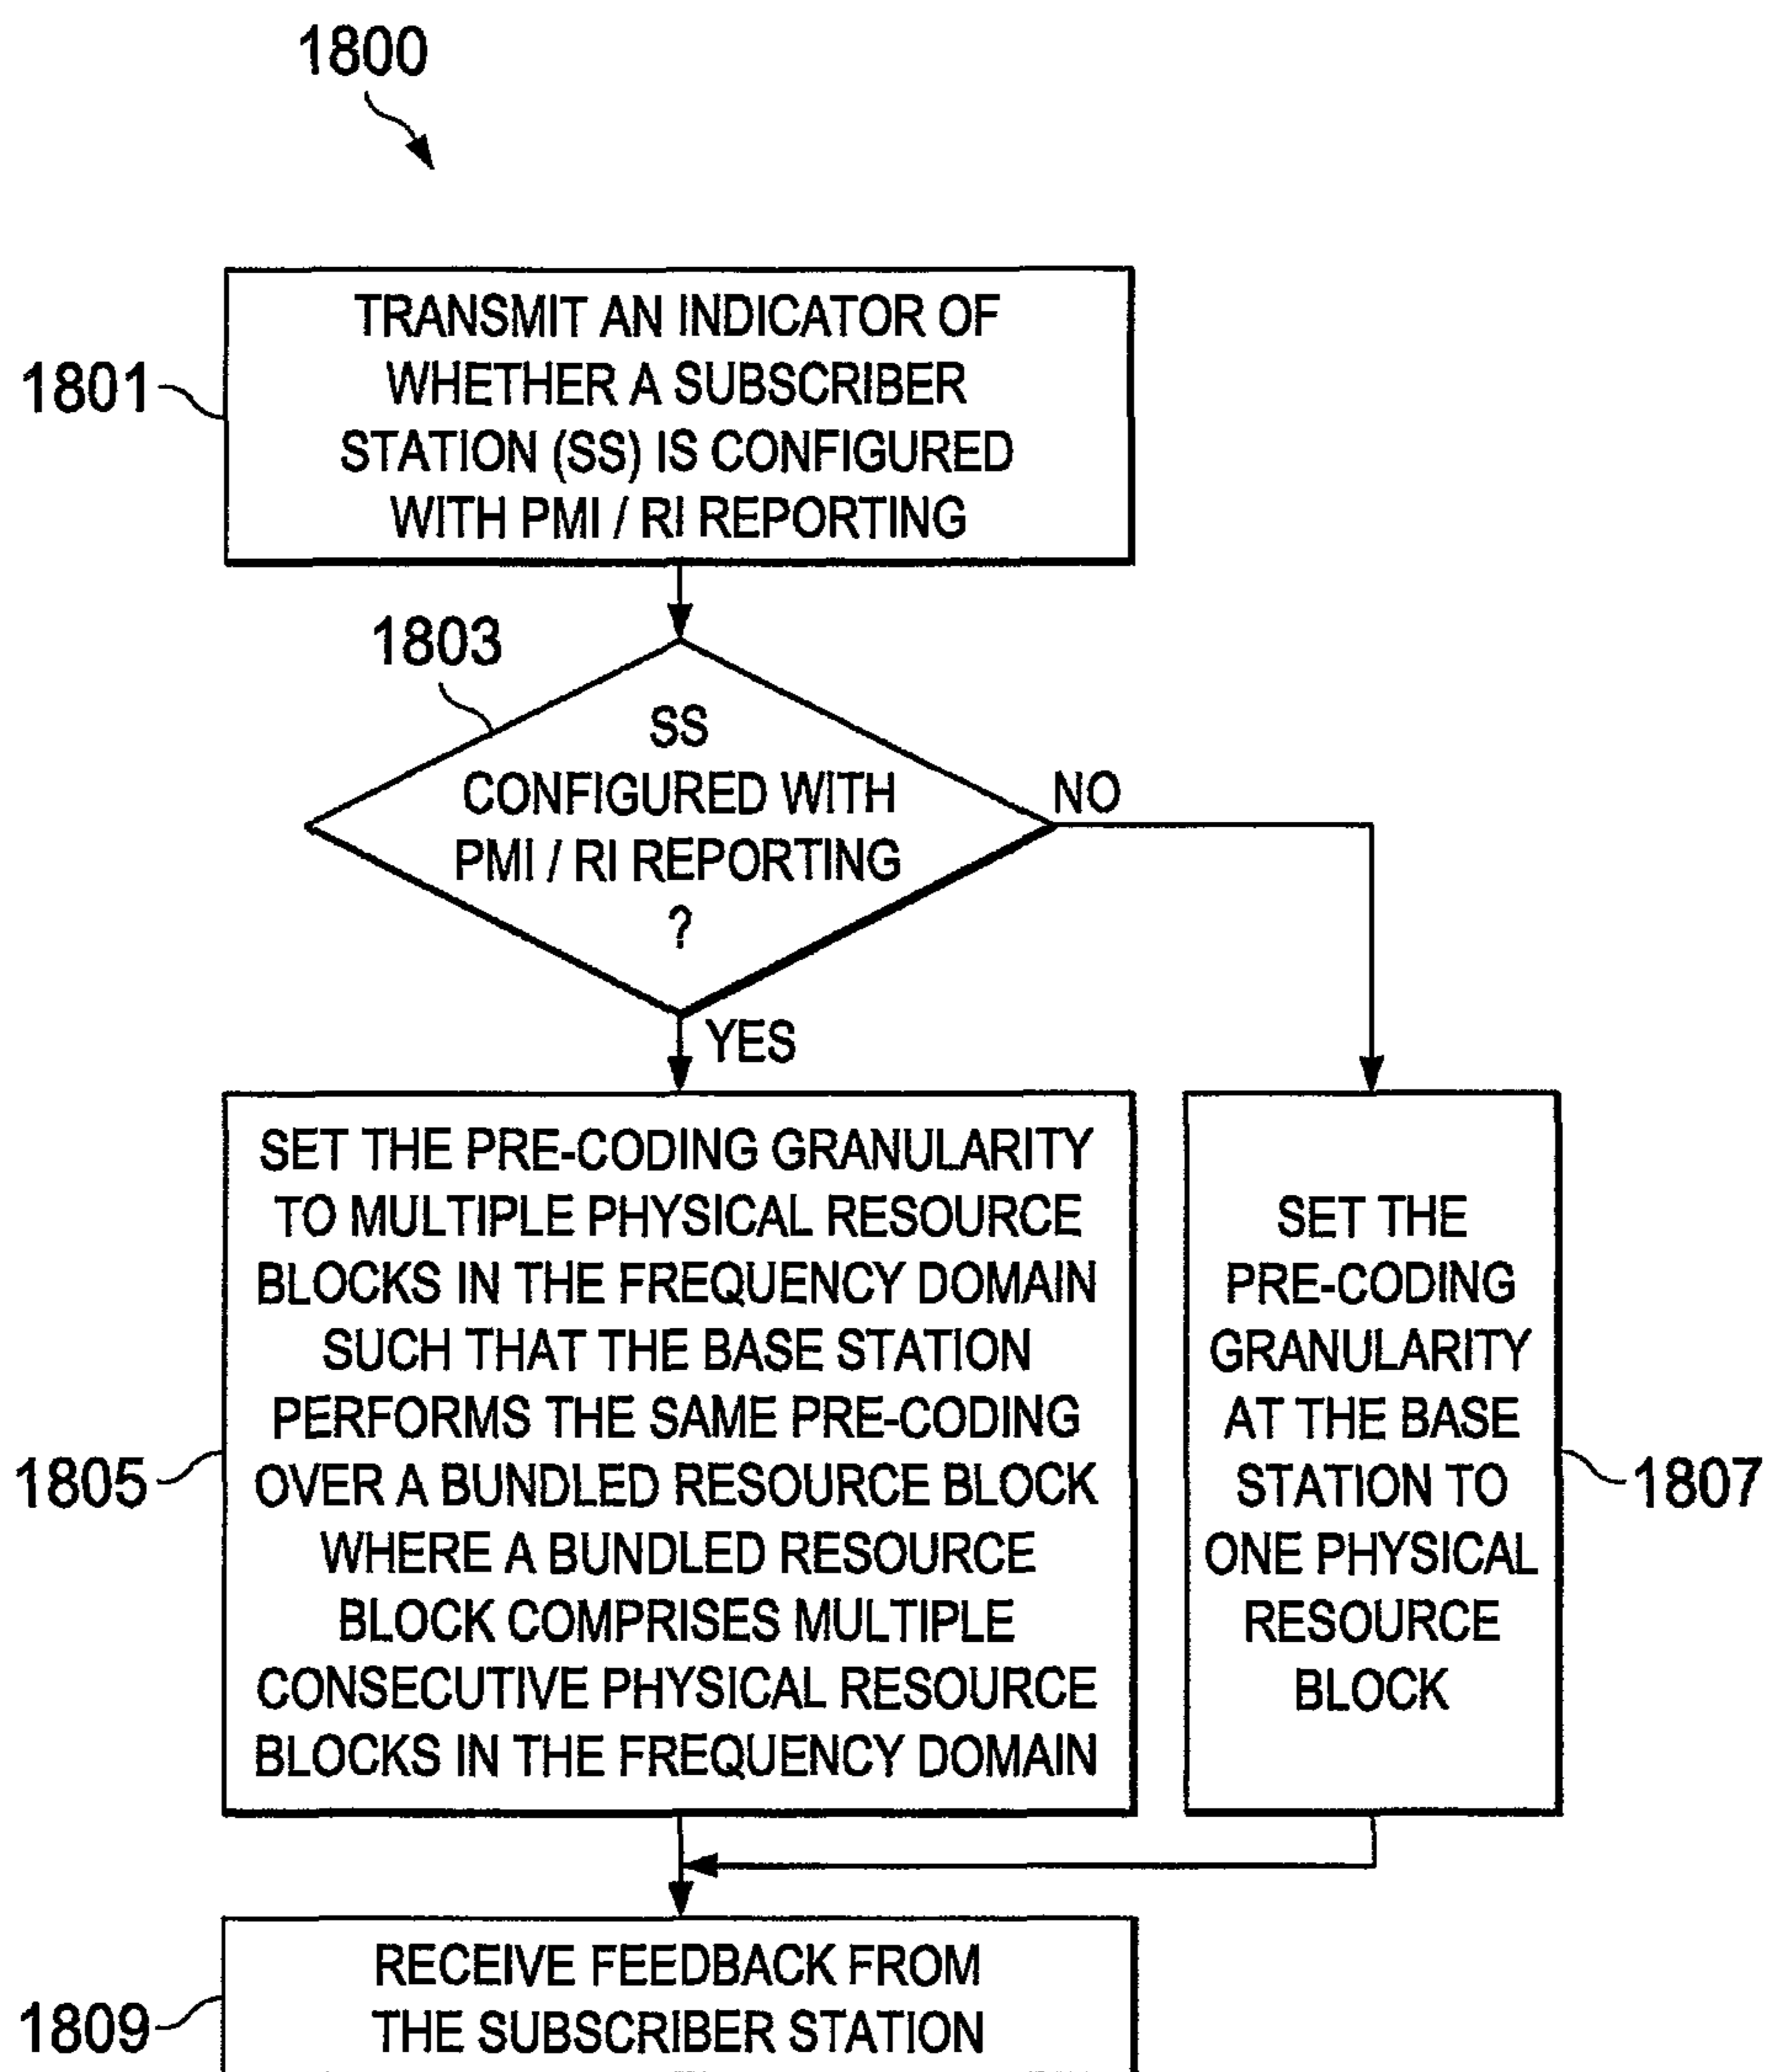 1800
TRANSMIT AN INDICATOR OF
WHETHER A SUBSCRIBER
STATION (SS) IS CONFIGURED
WITH PMI / RI REPORTING
1801
1803
SS
CONFIGURED WITH
PMI / RI REPORTING
?
NO
YES
SET THE PRE-CODING GRANULARITY
TO MULTIPLE PHYSICAL RESOURCE
BLOCKS IN THE FREQUENCY DOMAIN
SUCH THAT THE BASE STATION
PERFORMS THE SAME PRE-CODING
OVER A BUNDLED RESOURCE BLOCK
WHERE A BUNDLED RESOURCE
BLOCK COMPRISES MULTIPLE
CONSECUTIVE PHYSICAL RESOURCE
BLOCKS IN THE FREQUENCY DOMAIN
1805
SET THE
PRE-CODING
GRANULARITY
AT THE BASE
STATION TO
ONE PHYSICAL
RESOURCE
BLOCK
1807
RECEIVE FEEDBACK FROM
THE SUBSCRIBER STATION
1809